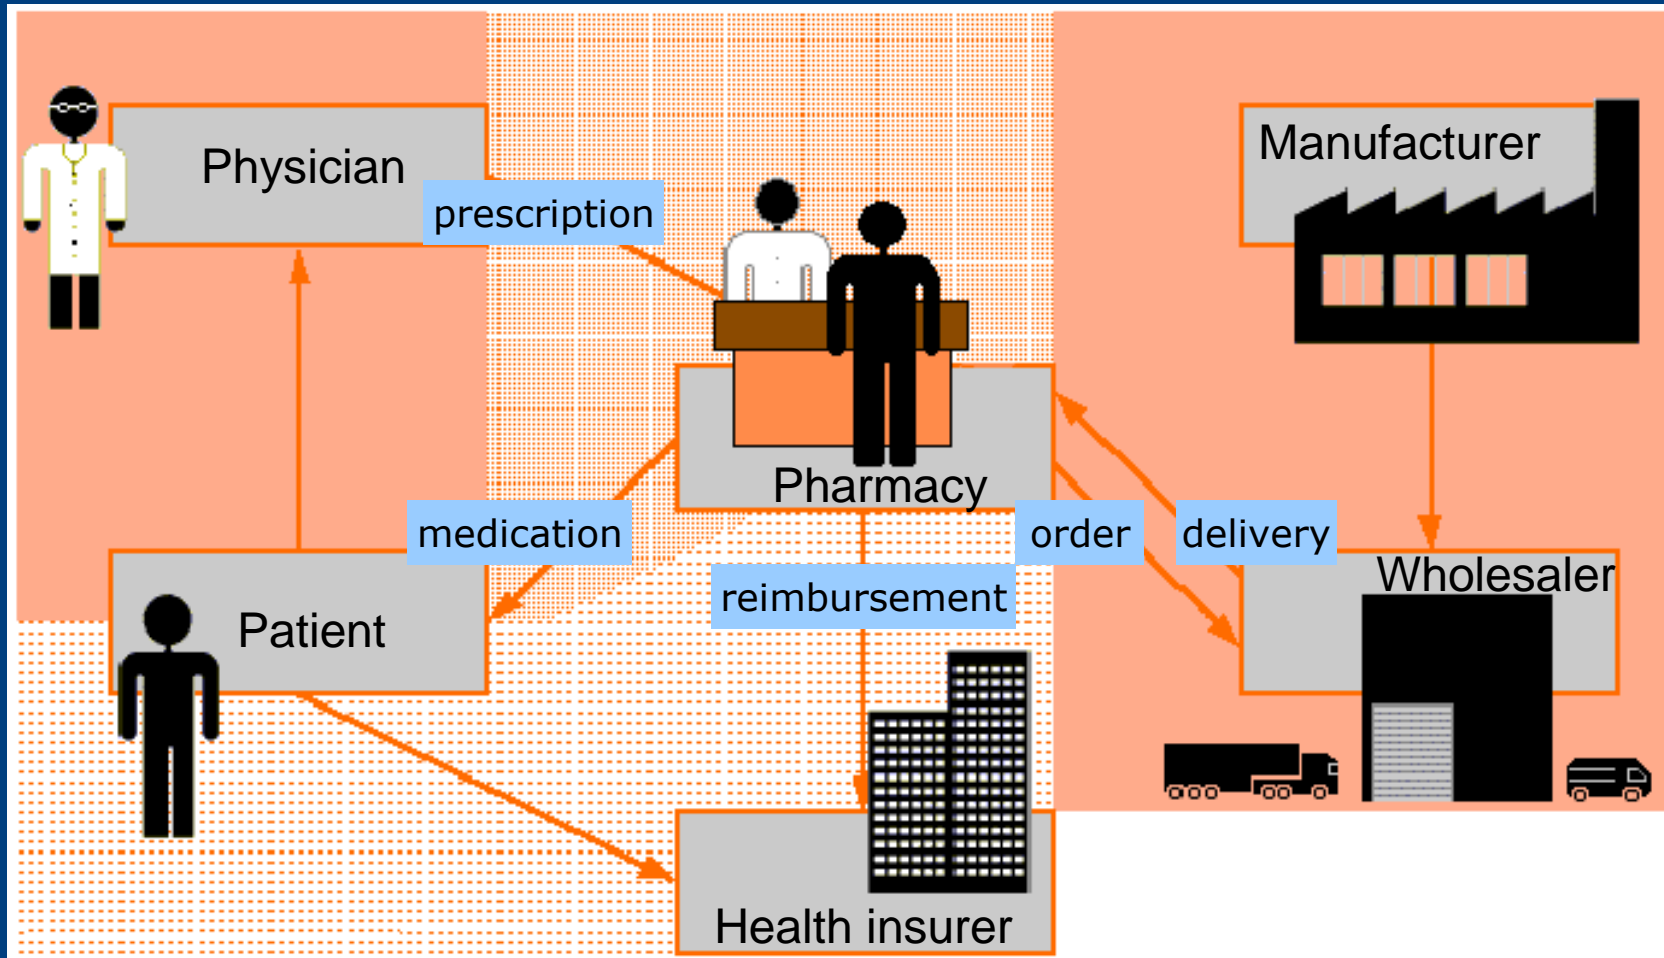 Physician
Manufacturer
prescription
Pharmacy
medication
order
delivery
Wholesaler
reimbursement
Patient
Health insurer